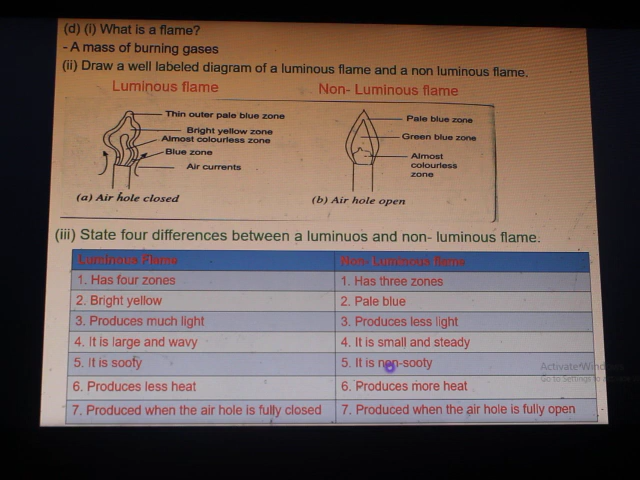 (d) (i) What is a flame?
- A mass of burning gases
(ii) Draw a well labeled diagram of a luminous flame and a non luminous flame.
Luminous flame Non- Luminous flame
Thin outer pale blue zone
Bright yellow zone
Almost colourless zone
Blue zone
Air currents
(a) Air hole closed
Pale blue zone
Green blue zone
Almost
colourless
zone
(b) Air hole open
(iii) State four differences between a luminuos and non- luminous flame.
Luminous Flame Non- Luminous flame
1. Has four zones 1. Has three zones
2. Bright yellow 2. Pale blue
3. Produces much light 3. Produces less light
4. It is large and wavy 4. It is small and steady
5. It is sooty 5. It is non-sooty
6. Produces less heat 6. Produces more heat
7. Produced when the air hole is fully closed 7. Produced when the air hole is fully open
Activate Wind
Go to Settings to